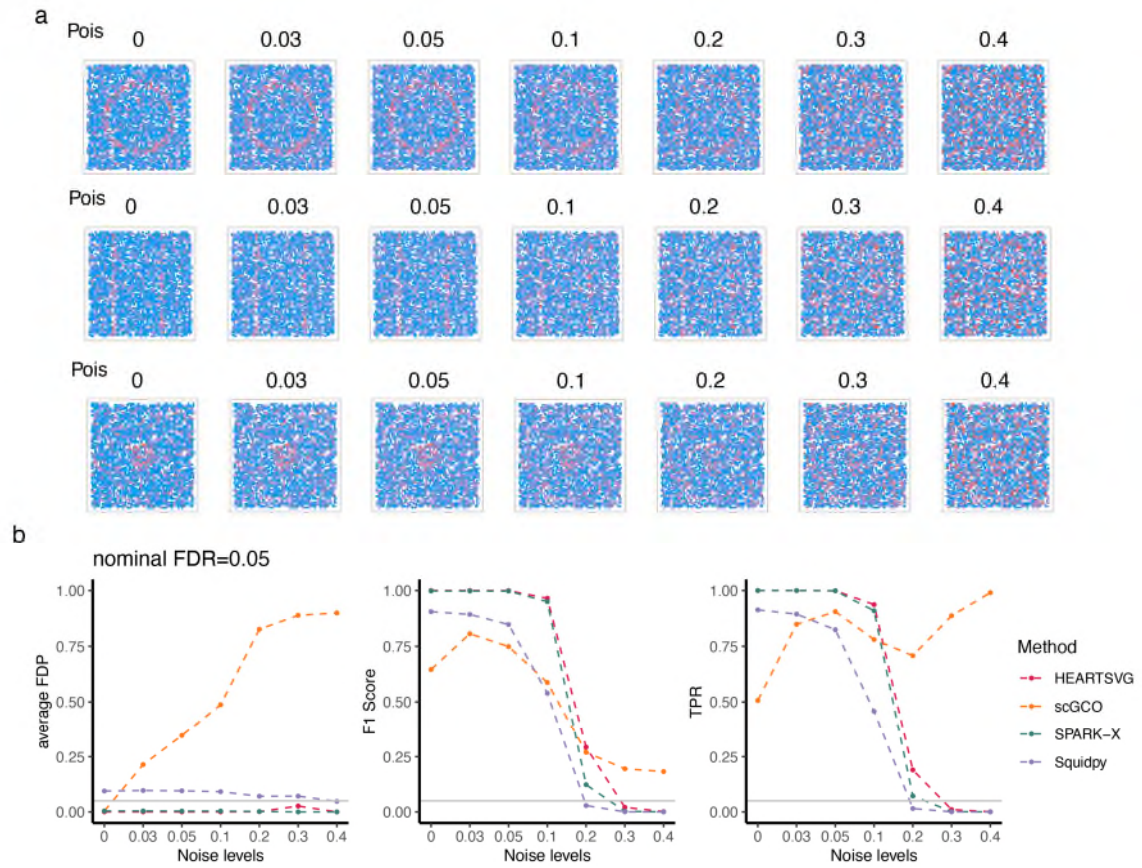 a
Pois
0 0.03 0.05 0.1 0.2 0.3 0.4
Pois
0 0.03 0.05 0.1 0.2 0.3 0.4
Pois
0 0.03 0.05 0.1 0.2 0.3 0.4
b
nominal FDR=0.05
average FDP
1.00
0.75
0.50
0.25
0.00
0 0.03 0.05 0.1 0.2 0.3 0.4
Noise levels
F1 Score
1.00
0.75
0.50
0.25
0.00
0 0.03 0.05 0.1 0.2 0.3 0.4
Noise levels
TPR
1.00
0.75
0.50
0.25
0.00
0 0.03 0.05 0.1 0.2 0.3 0.4
Noise levels
Method
HEARTSVG
scGCO
SPARK-X
Squidpy